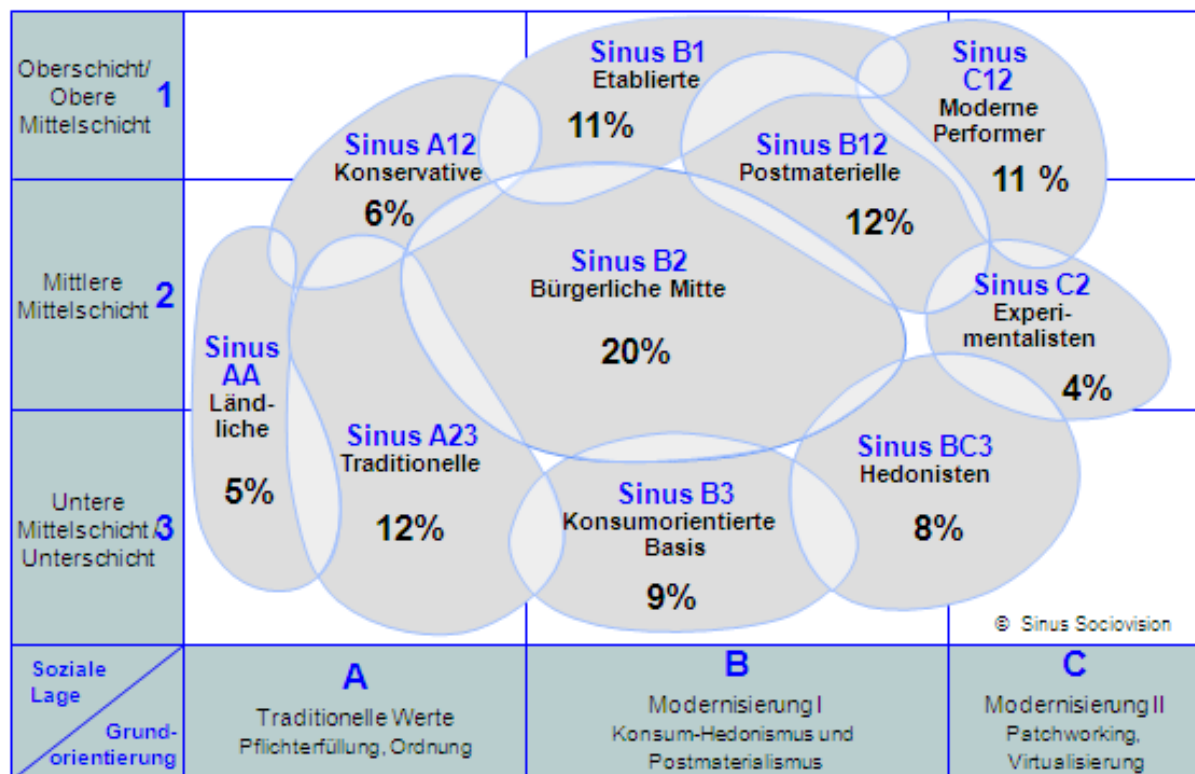 Oberschicht/
Obere
Mittelschicht
1
Mittlere
Mittelschicht
2
Untere
Mittelschicht/
Unterschicht
3
Sinus B1
Etablierte
11%
Sinus
C12
Moderne
Performer
11 %
Sinus A12
Konservative
6%
Sinus B12
Postmaterielle
12%
Sinus B2
Bürgerliche Mitte
20%
Sinus C2
Experi-
mentalisten
4%
Sinus
AA
Länd-
liche
5%
Sinus A23
Traditionelle
12%
Sinus B3
Konsumorientierte
Basis
9%
Sinus BC3
Hedonisten
8%
© Sinus Sociovision
Soziale
Lage
Grund-
orientierung
A
Traditionelle Werte
Pflichterfüllung, Ordnung
B
Modernisierung I
Konsum-Hedonismus und
Postmaterialismus
C
Modernisierung II
Patchworking,
Virtualisierung